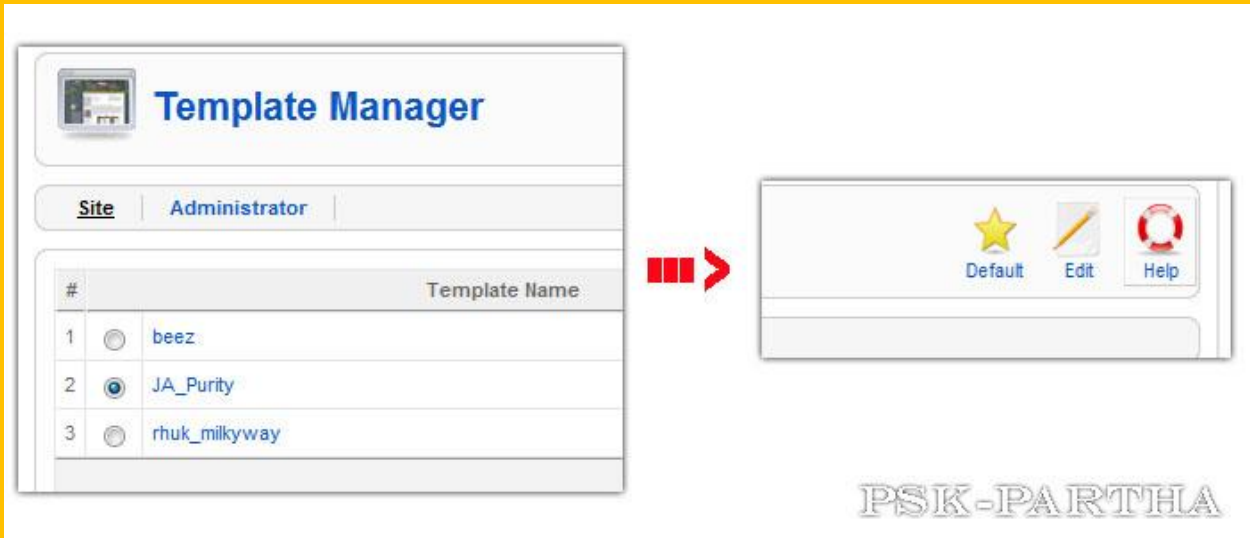 Template Manager
Site Administrator
# Template Name
1 beez
2 JA_Purity
3 rhuk_milkyway
Default Edit Help
PSK-PARTHA